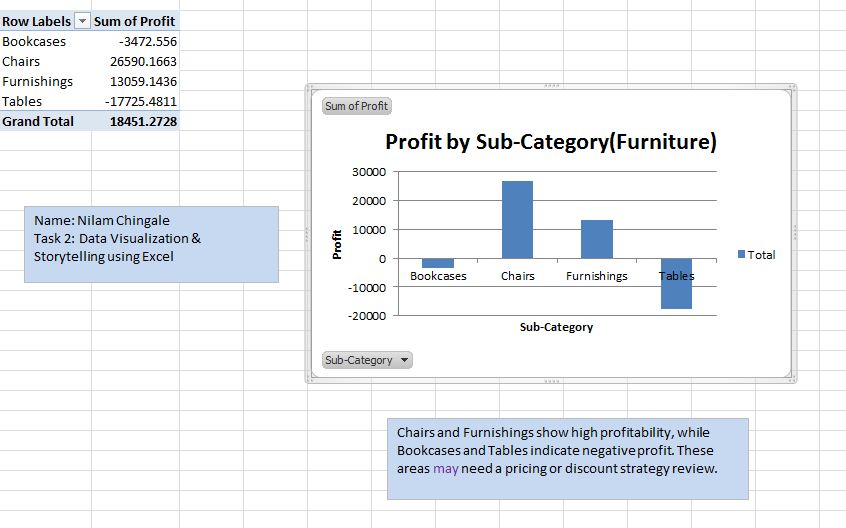 Row Labels Sum of Profit
Bookcases -3472.556
Chairs 26590.1663
Furnishings 13059.1436
Tables -17725.4811
Grand Total 18451.2728
Name: Nilam Chingale
Task 2: Data Visualization &
Storytelling using Excel
Sum of Profit
Profit by Sub-Category(Furniture)
30000
20000
10000
0
-10000
-20000
Profit
Bookcases Chairs Furnishings Tables
Total
Sub-Category
Sub-Category
Chairs and Furnishings show high profitability, while
Bookcases and Tables indicate negative profit. These
areas may need a pricing or discount strategy review.